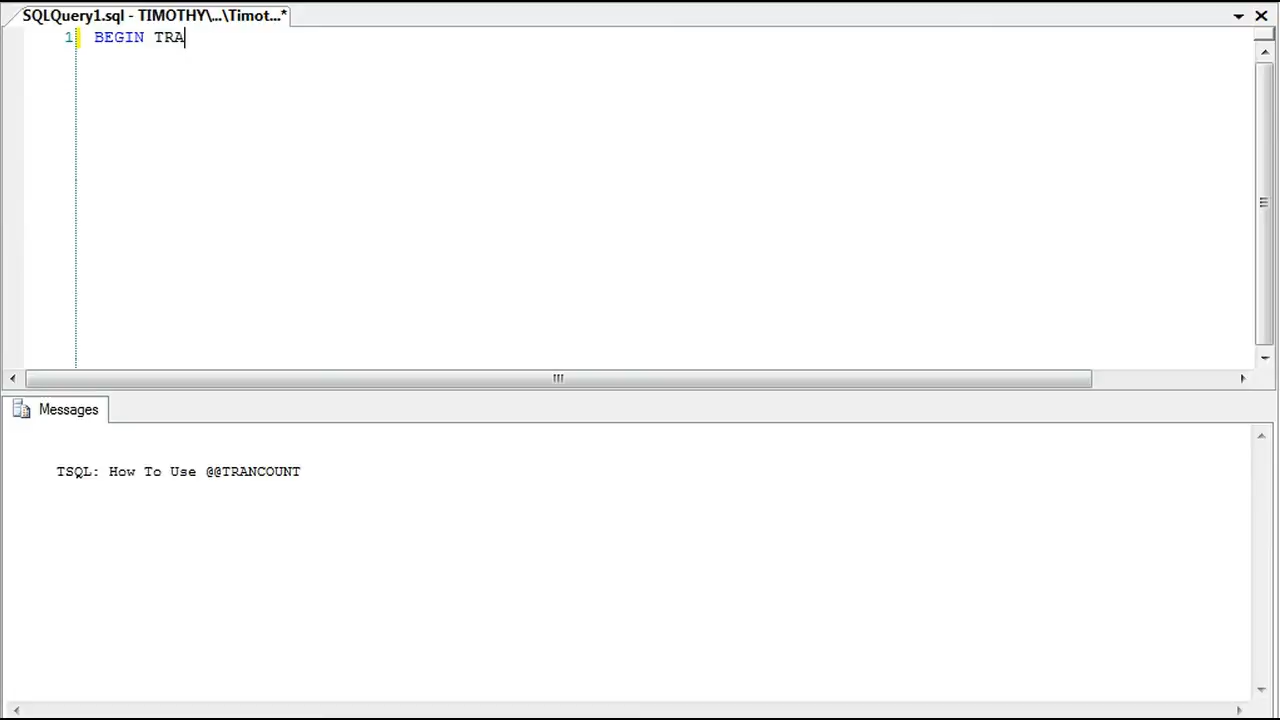 SQLQuery1.sql - TIMOTHY\...\Timot...*
1 BEGIN TRA
Messages
TSQL: How To Use @@TRANCOUNT